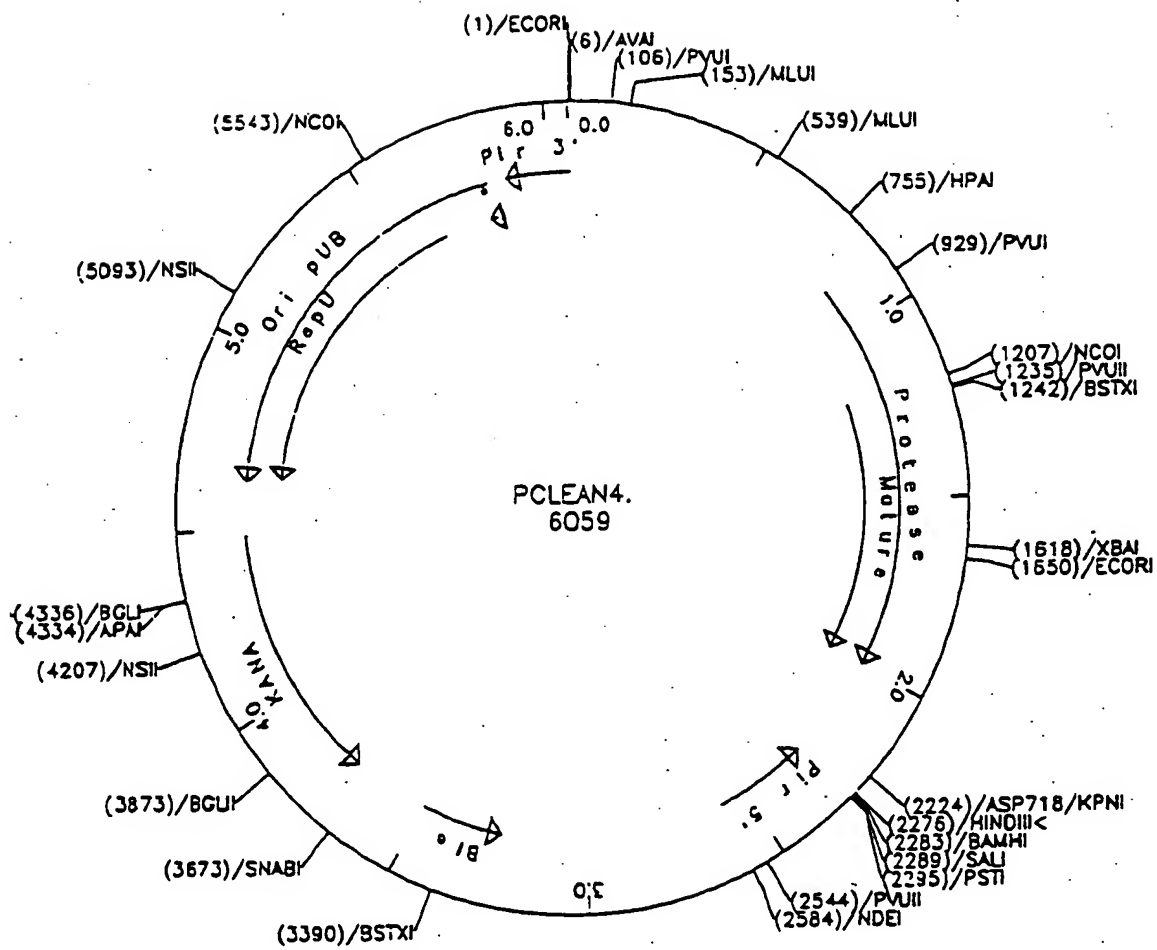 (1)/ECORI
(6)/AVAI
(106)/PVUI
(153)/MLUI
(539)/MLUI
(755)/HPAI
(929)/PVUI
(1207)/NCOI
(1235)/PVUII
(1242)/BSTXI
(1618)/XBAI
(1650)/ECORI
(2224)/ASP718/KPNI
(2276)/HINDIII<
(2283)/BAMHI
(2289)/SALI
(2295)/PSTI
(2544)/PVUII
(2584)/NDEI
(3390)/BSTXI
(3673)/SNABI
(3873)/BGLII
(4207)/NSII
(4334)/APAI
(4336)/BGLI
(5093)/NSII
(5543)/NCOI
6.0
0.0
1.0
2.0
3.0
4.0
5.0
Pir 3'
Ori pUB
RepU
Protease
Mature
Pir 5'
Ble
KANA
PCLEAN4.
6059